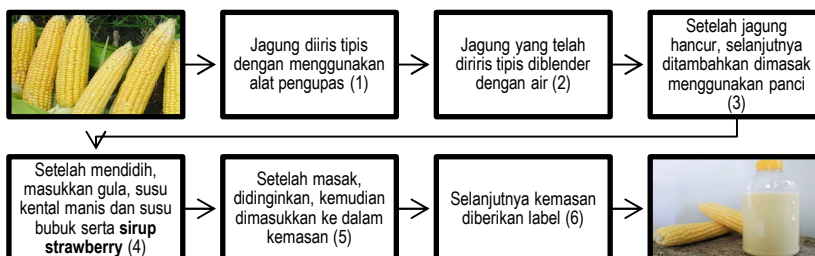 Jagung diiris tipis
dengan menggunakan
alat pengupas (1)
Jagung yang telah
diriris tipis diblender
dengan air (2)
Setelah jagung
hancur, selanjutnya
ditambahkan dimasak
menggunakan panci
(3)
Setelah mendidih,
masukkan gula, susu
kental manis dan susu
bubuk serta sirup
strawberry (4)
Setelah masak,
didinginkan, kemudian
dimasukkan ke dalam
kemasan (5)
Selanjutnya kemasan
diberikan label (6)